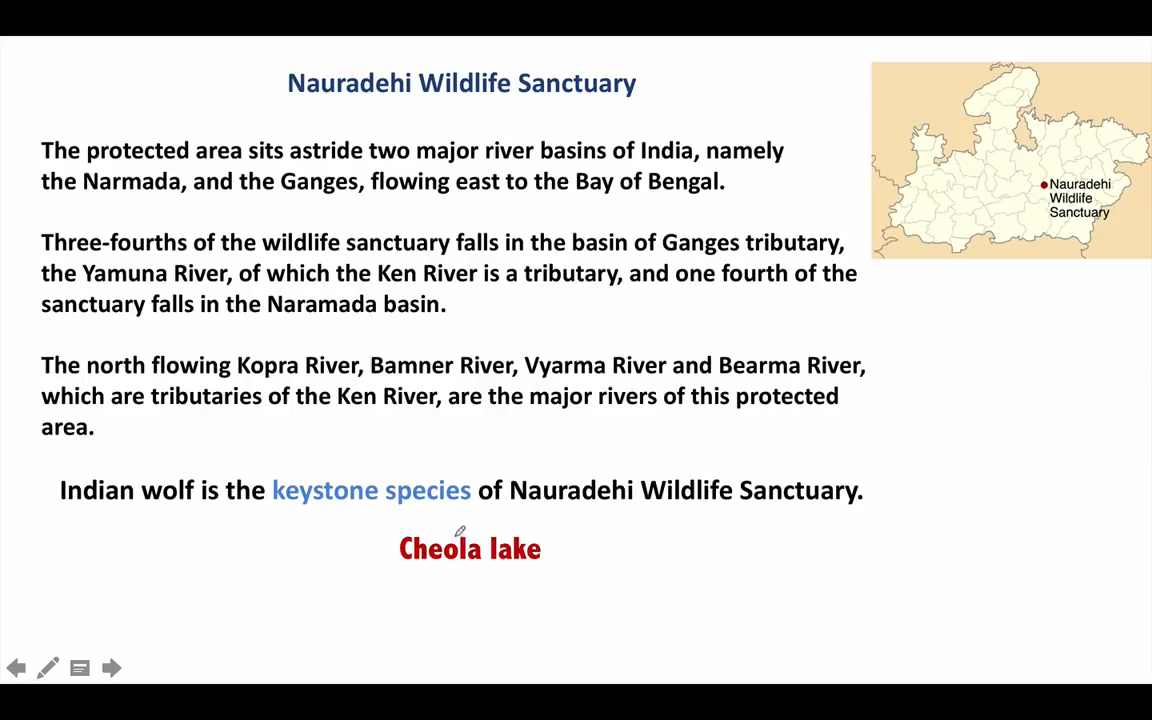 Nauradehi Wildlife Sanctuary
The protected area sits astride two major river basins of India, namely
the Narmada, and the Ganges, flowing east to the Bay of Bengal.
Three-fourths of the wildlife sanctuary falls in the basin of Ganges tributary,
the Yamuna River, of which the Ken River is a tributary, and one fourth of the
sanctuary falls in the Naramada basin.
The north flowing Kopra River, Bamner River, Vyarma River and Bearma River,
which are tributaries of the Ken River, are the major rivers of this protected
area.
Indian wolf is the keystone species of Nauradehi Wildlife Sanctuary.
Cheola lake
Nauradehi
Wildlife
Sanctuary